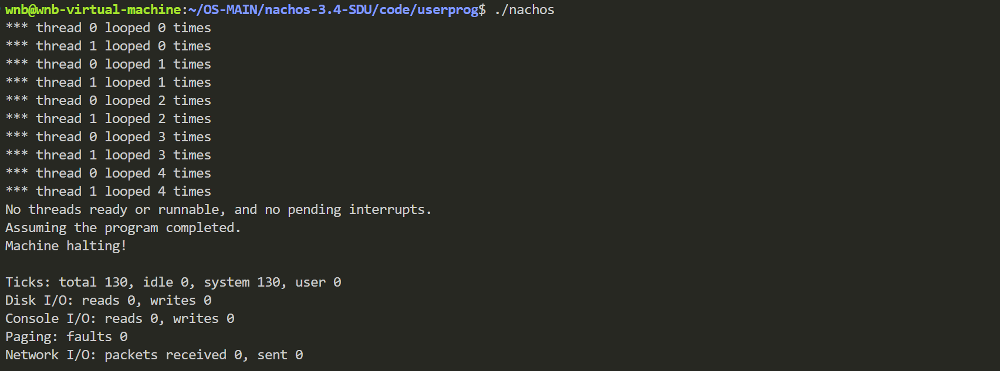 wnb@wnb-virtual-machine:~/OS-MAIN/nachos-3.4-SDU/code/userprog$ ./nachos
*** thread 0 looped 0 times
*** thread 1 looped 0 times
*** thread 0 looped 1 times
*** thread 1 looped 1 times
*** thread 0 looped 2 times
*** thread 1 looped 2 times
*** thread 0 looped 3 times
*** thread 1 looped 3 times
*** thread 0 looped 4 times
*** thread 1 looped 4 times
No threads ready or runnable, and no pending interrupts.
Assuming the program completed.
Machine halting!

Ticks: total 130, idle 0, system 130, user 0
Disk I/O: reads 0, writes 0
Console I/O: reads 0, writes 0
Paging: faults 0
Network I/O: packets received 0, sent 0